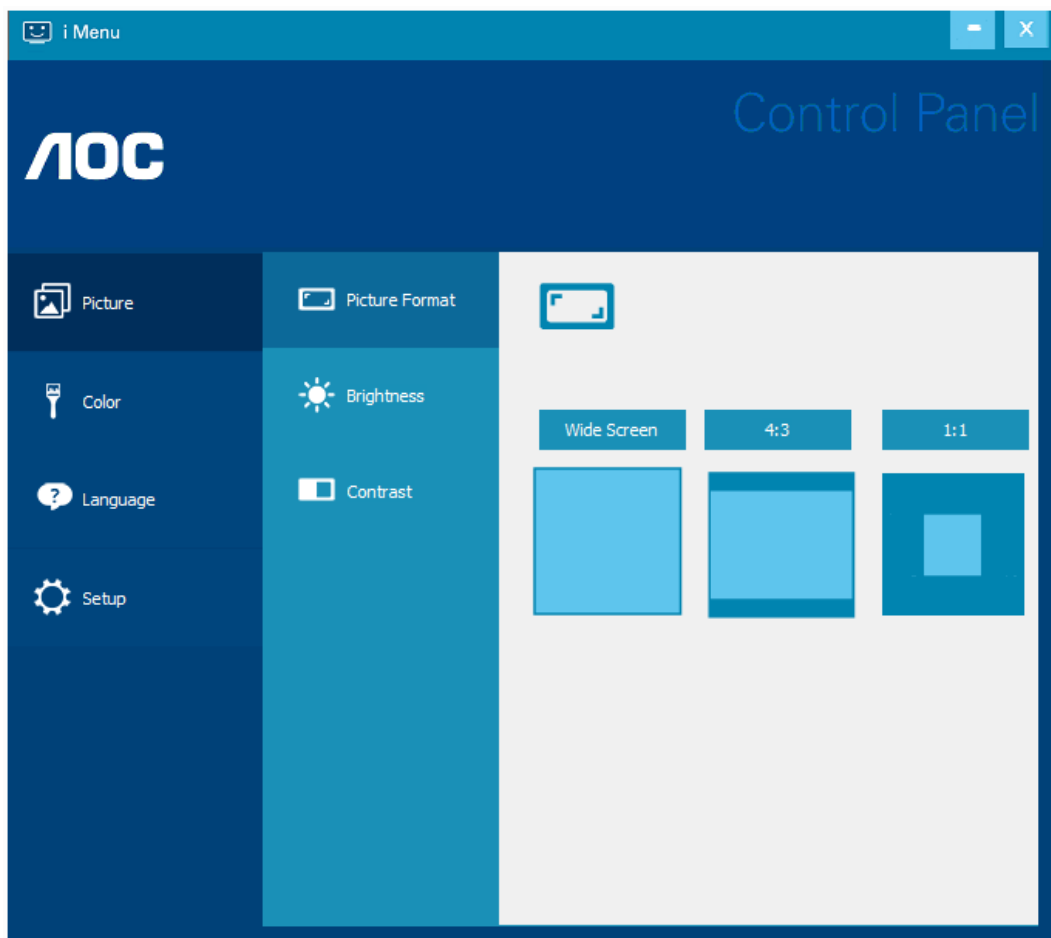 i Menu
- X
Control Panel
AOC
Picture
Color
Language
Setup
Picture Format
Brightness
Contrast
Wide Screen
4:3
1:1